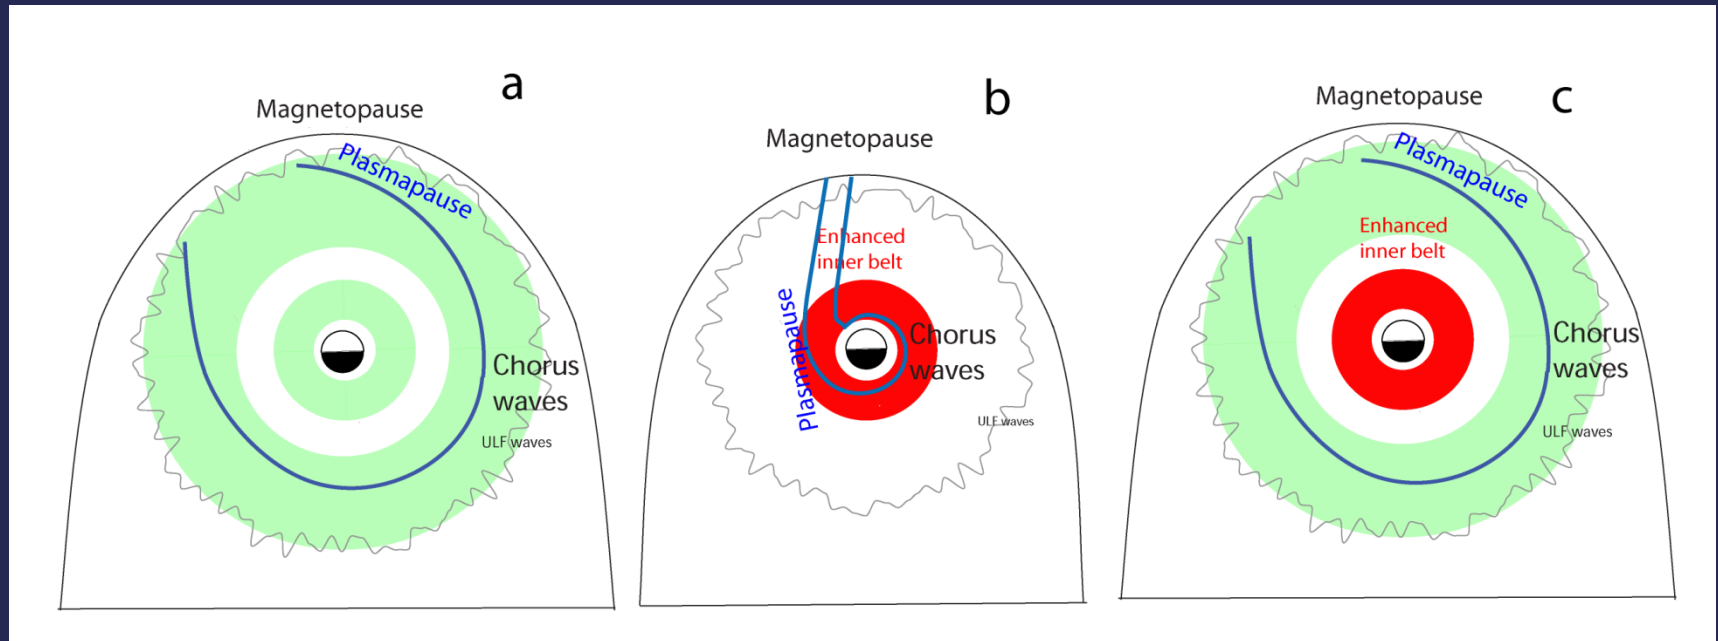 a
Magnetopause
Plasmapause
Chorus
waves
ULF waves
b
Magnetopause
Enhanced
inner belt
Plasmapause
Chorus
waves
ULF waves
c
Magnetopause
Plasmapause
Enhanced
inner belt
Chorus
waves
ULF waves